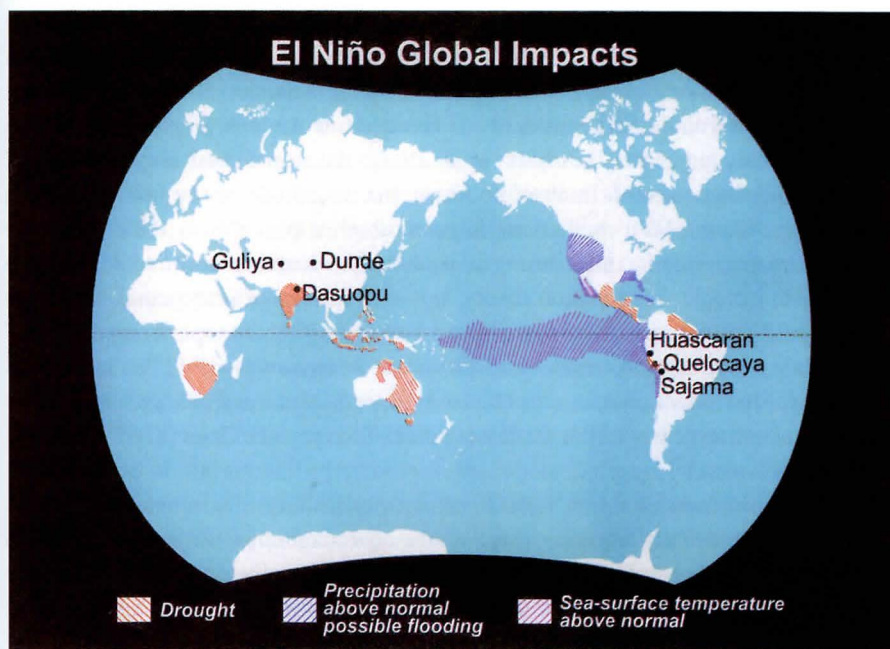 El Niño Global Impacts
Guliya
Dunde
Dasuopu
Huascaran
Quelccaya
Sajama
Drought
Precipitation
above normal
possible flooding
Sea-surface temperature
above normal